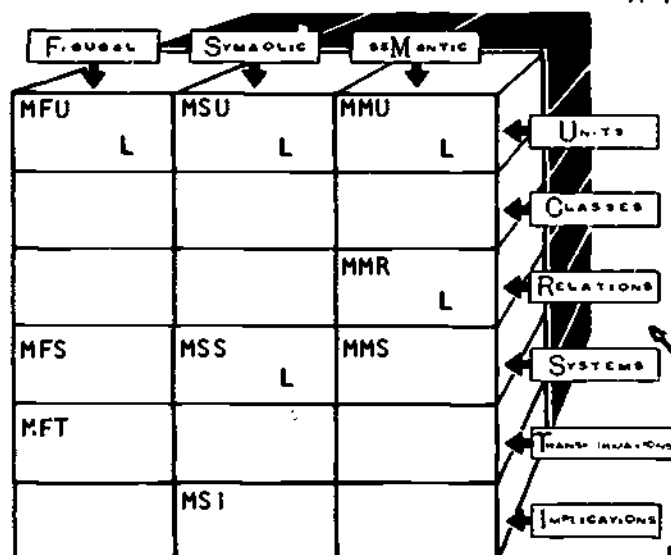 FIGURAL SYMBOLIC SEMANTIC
MFU MSU MMU
L L L
UNITS
CLASSES
MMR
L
RELATIONS
MFS MSS MMS
L
SYSTEMS
MFT
TRANSFORMATIONS
MSI
IMPLICATIONS